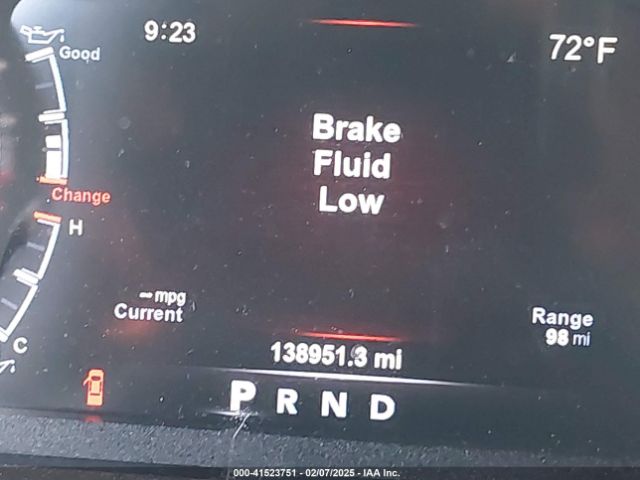 9:23
72°F
Good
Brake
Fluid
Low
Change
H
-- mpg
Current
Range
98 mi
C
138951.3 mi
P R N D
000-41523751 - 02/07/2025 - IAA Inc.